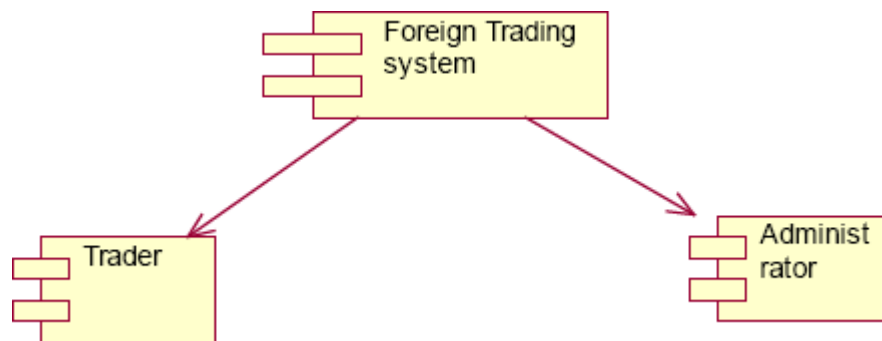 Foreign Trading
system
Trader
Administ
rator